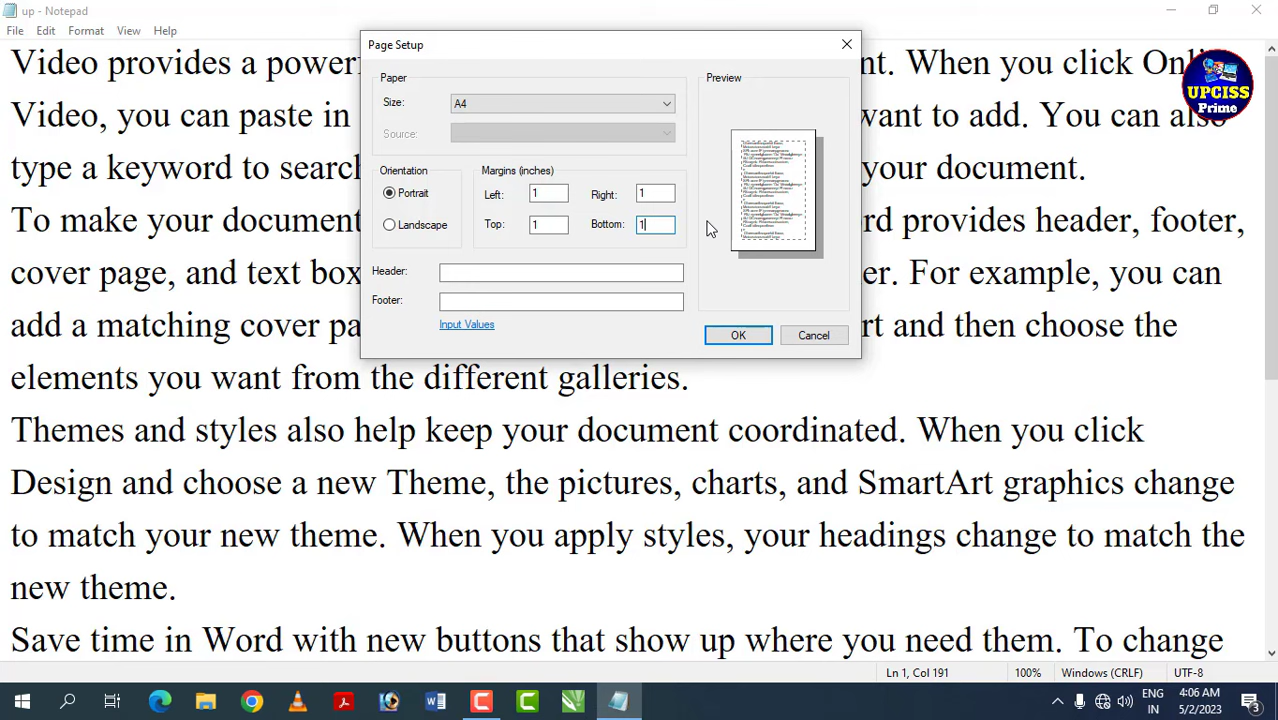 up - Notepad
File Edit Format View Help
Video provides a powerf
nt. When you click Onli
UPCISS
Prime
Video, you can paste in
want to add. You can also
type a keyword to search
your document.
To make your document
rd provides header, footer,
cover page, and text box
er. For example, you can
add a matching cover pa
rt and then choose the
elements you want from the different galleries.
Themes and styles also help keep your document coordinated. When you click
Design and choose a new Theme, the pictures, charts, and SmartArt graphics change
to match your new theme. When you apply styles, your headings change to match the
new theme.
Save time in Word with new buttons that show up where you need them. To change
Page Setup
Paper
Size: A4
Source:
Orientation
Portrait
Landscape
Margins (inches)
Left: 1 Right: 1
Top: 1 Bottom: 1
Header:
Footer:
Input Values
Preview
OK Cancel
Ln 1, Col 191 100% Windows (CRLF) UTF-8
ENG
IN
4:06 AM
5/2/2023
3